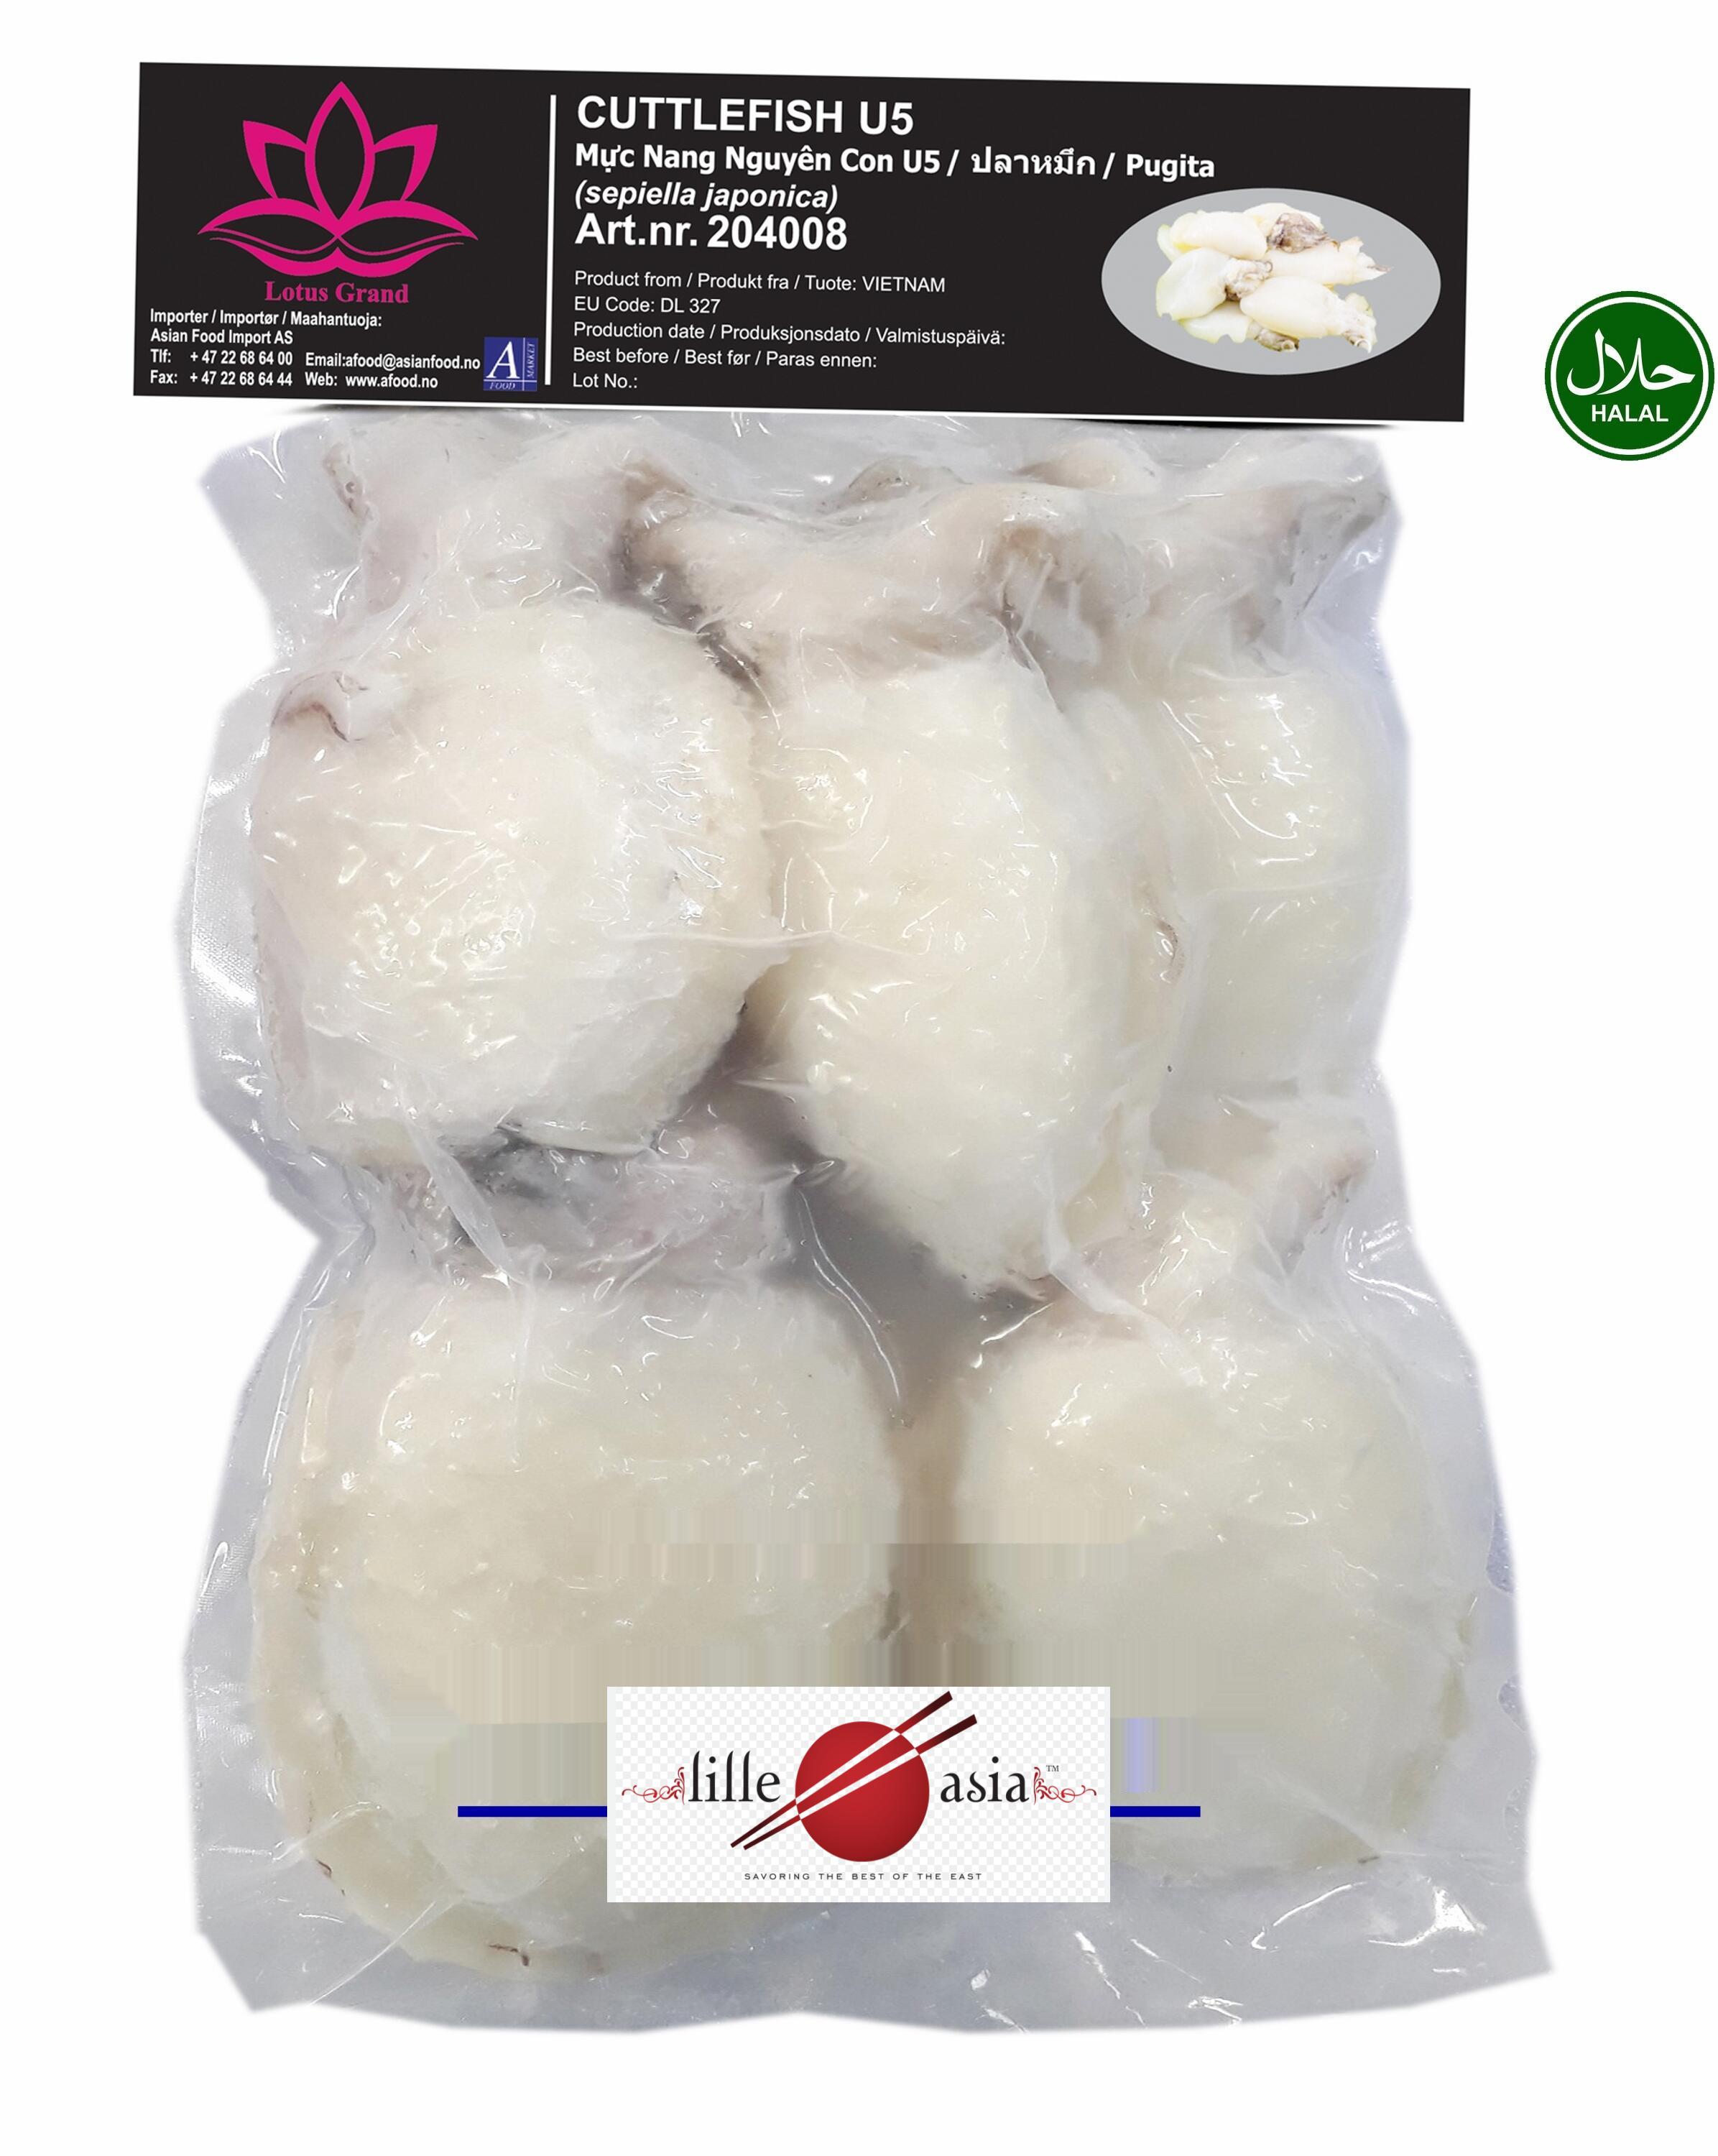 CUTTLEFISH U5
Mực Nang Nguyên Con U5 / ปลาหมึก / Pugita
(sepiella japonica)
Art.nr. 204008
Product from / Produkt fra / Tuote: VIETNAM
EU Code: DL 327
Production date / Produksjonsdato / Valmistuspäivä:
Best before / Best før / Paras ennen:
Lot No.:
Lotus Grand
Importer / Importør / Maahantuoja:
Asian Food Import AS
Tlf: + 47 22 68 64 00 Email:afood@asianfood.no
Fax: + 47 22 68 64 44 Web: www.afood.no
A FOOD MARKET
حلال
HALAL
lille asia ™
SAVORING THE BEST OF THE EAST